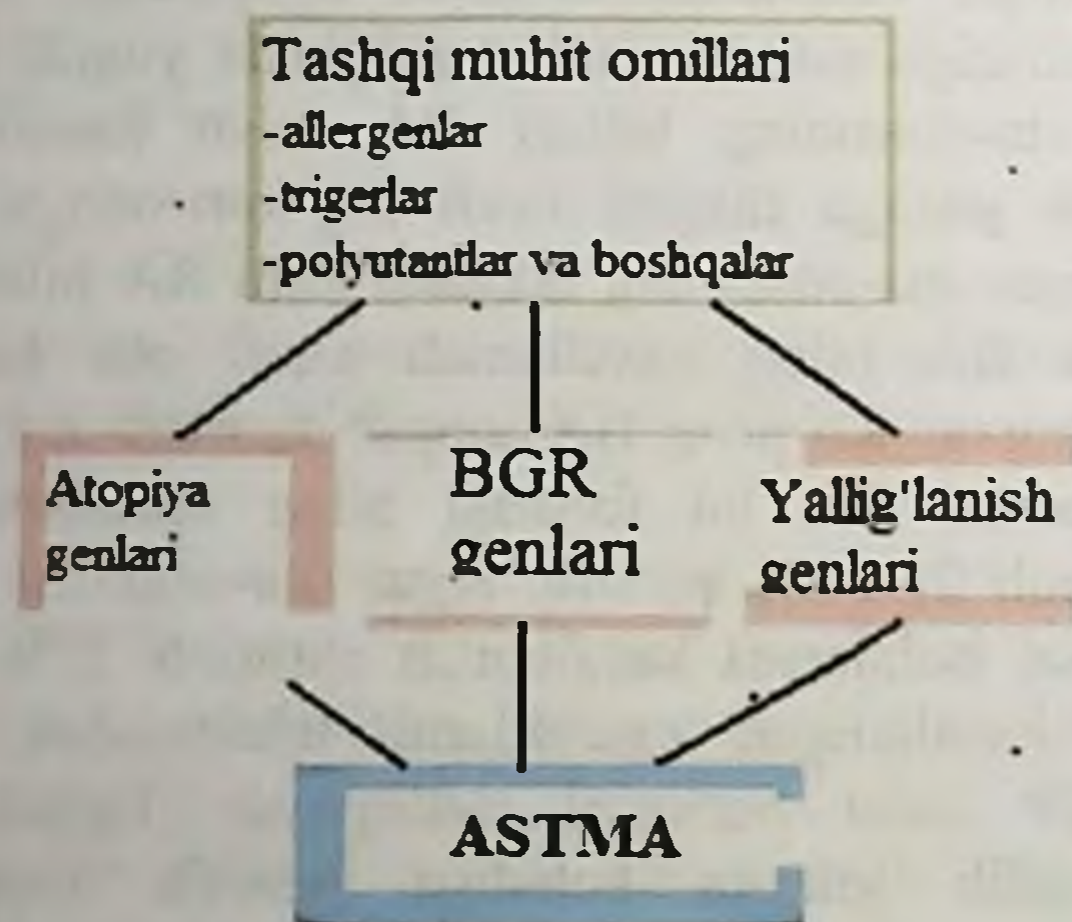 Tashqi muhit omillari
-allergenlar
-trigerlar
-polyutantlar va boshqalar
Atopiya
genlari
BGR
genlari
Yallig'lanish
genlari
ASTMA